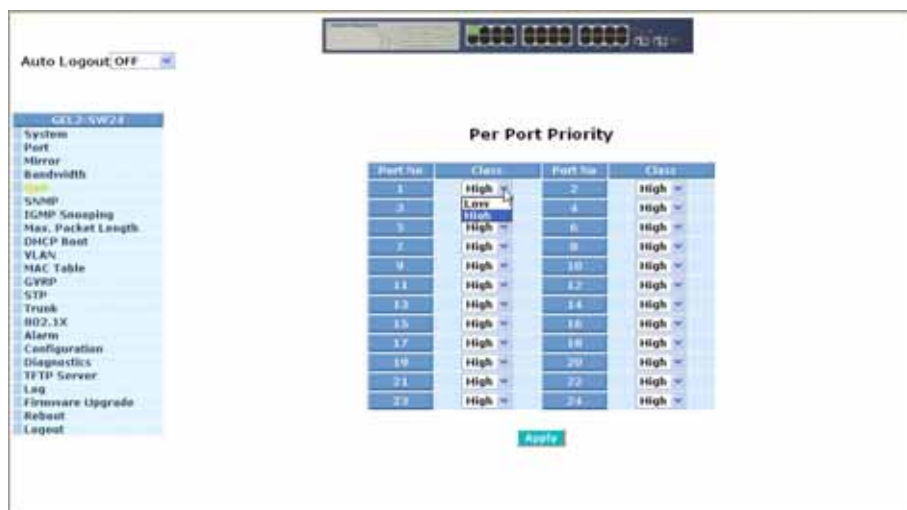 Auto Logout OFF
GEL2-SW24
System
Port
Mirror
Bandwidth
QoS
SNMP
IGMP Snooping
Max. Packet Length
DHCP Boot
VLAN
MAC Table
GVRP
STP
Trunk
802.1X
Alarm
Configuration
Diagnostics
TFTP Server
Log
Firmware Upgrade
Reboot
Logout
Per Port Priority
Port No Class Port No Class
1 High 2 High
Low
High
3 4 High
5 High 6 High
7 High 8 High
9 High 10 High
11 High 12 High
13 High 14 High
15 High 16 High
17 High 18 High
19 High 20 High
21 High 22 High
23 High 24 High
Apply